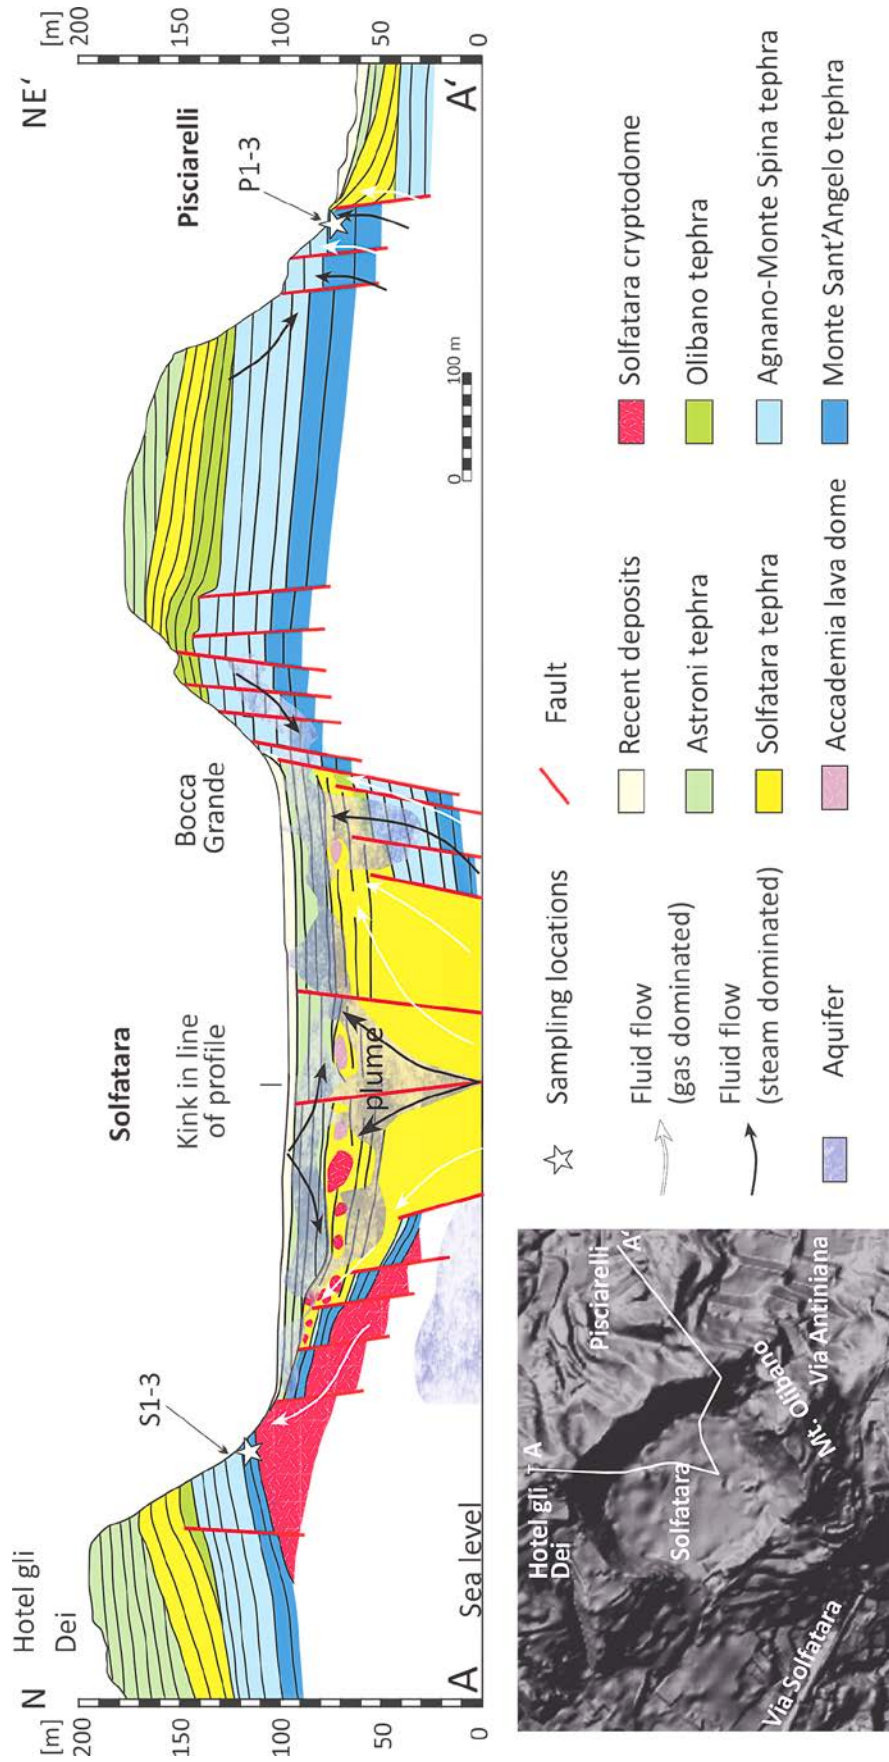 N
Hotel gli
Dei
Solfatara
Kink in line
of profile
Bocca
Grande
Pisciarelli
NE'
S1-3
P1-3
[m]
200
150
100
50
0
[m]
200
150
100
50
0
plume
0
100 m
A
Sea level
A'
Hotel gli
Dei
A
Pisciarelli
A'
Solfatara
Mt. Olibano
Via Antiniana
Via Solfatara
Sampling locations
Fault
Fluid flow
(gas dominated)
Fluid flow
(steam dominated)
Aquifer
Recent deposits
Astroni tephra
Solfatara tephra
Accademia lava dome
Solfatara cryptodome
Olibano tephra
Agnano-Monte Spina tephra
Monte Sant'Angelo tephra